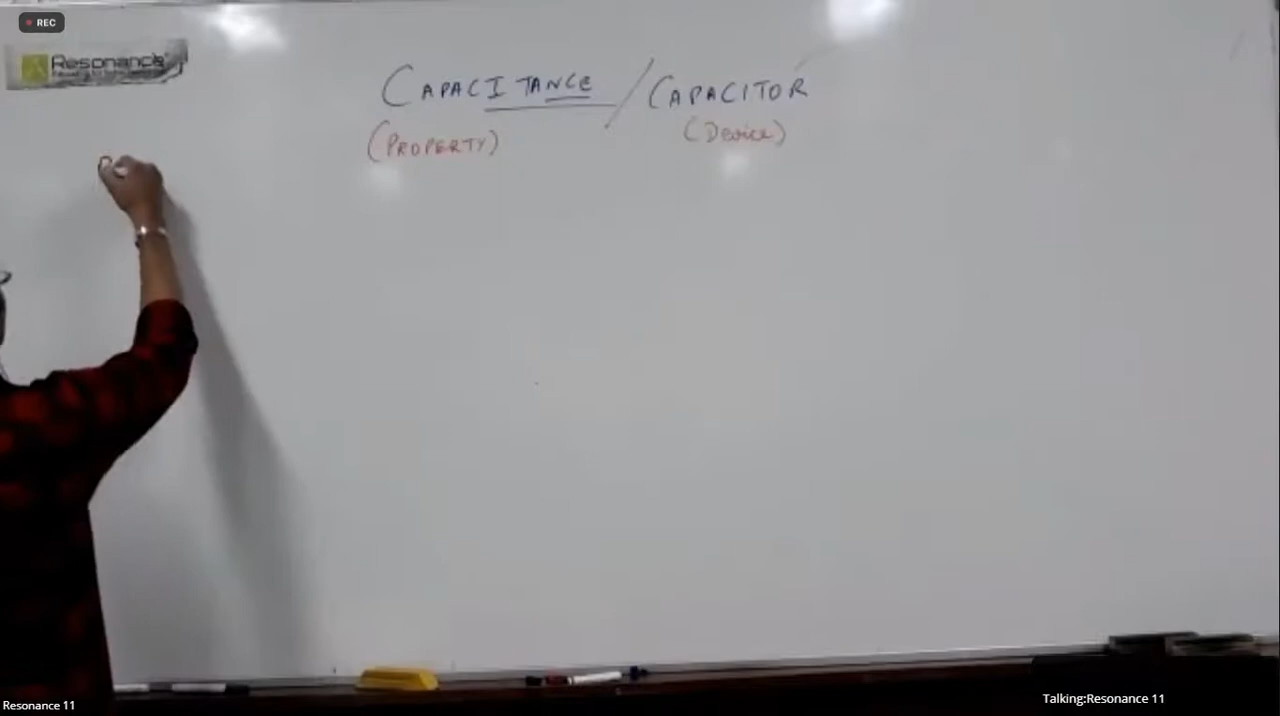 REC
Resonance
CAPACITANCE / CAPACITOR
(PROPERTY) (Device)
Resonance 11
Talking:Resonance 11